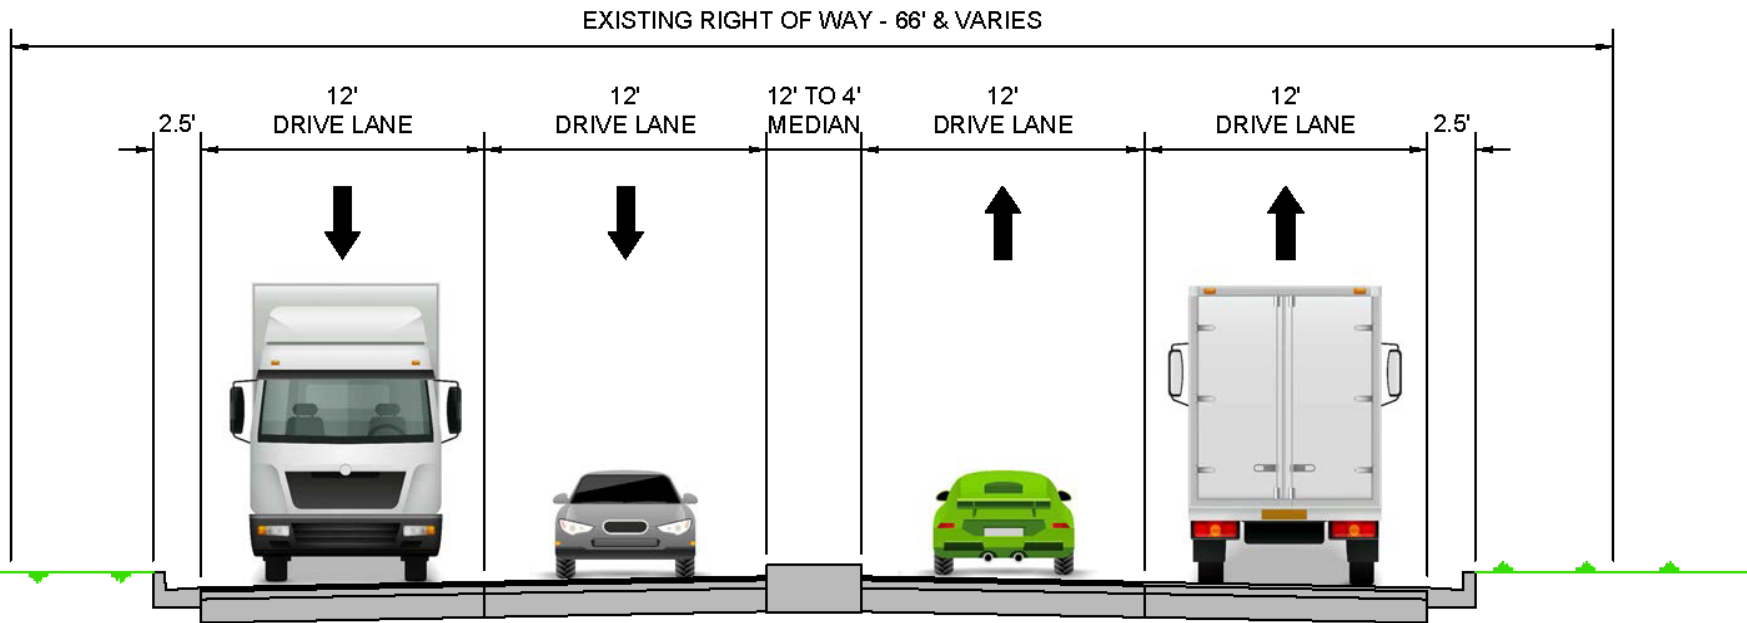 EXISTING RIGHT OF WAY - 66' & VARIES
12'
DRIVE LANE
12'
DRIVE LANE
12' TO 4'
MEDIAN
12'
DRIVE LANE
12'
DRIVE LANE
2.5'
2.5'